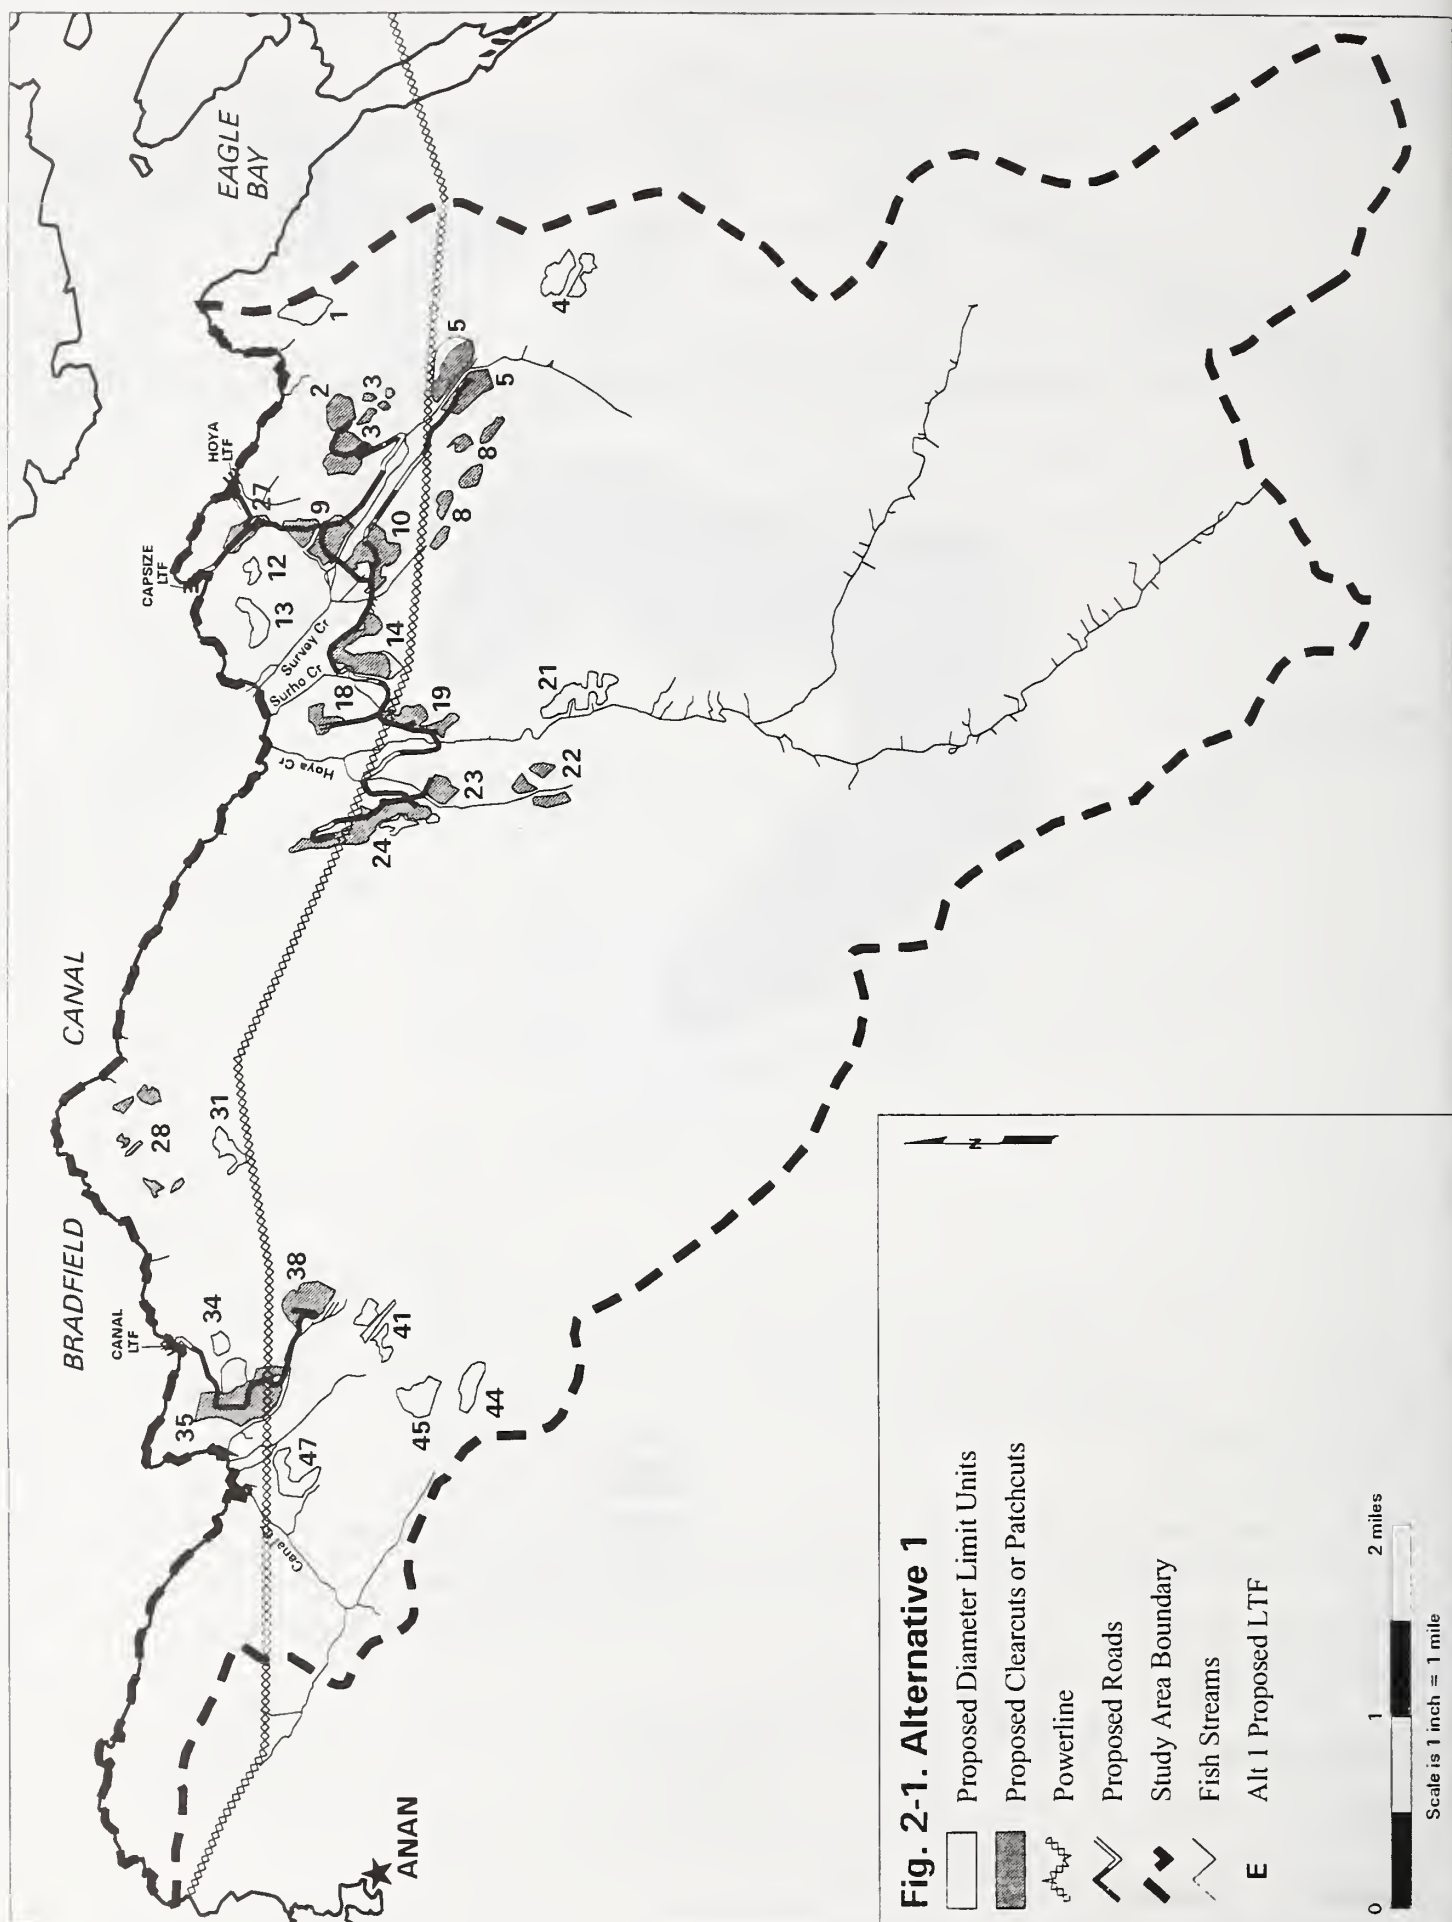 EAGLE
BAY
BRADFIELD
CANAL
HOYA
LTF
CAPSIZE
LTF
CANAL
LTF
1
2
3
3
4
5
5
8
8
9
10
12
13
14
18
19
21
22
23
24
27
28
31
34
35
38
41
44
45
47
Survey Cr
Surho Cr
Hoya Cr
Canal
ANAN
N
Fig. 2-1. Alternative 1
Proposed Diameter Limit Units
Proposed Clearcuts or Patchcuts
Powerline
Proposed Roads
Study Area Boundary
Fish Streams
E Alt 1 Proposed LTF
0 1 2 miles
Scale is 1 inch = 1 mile